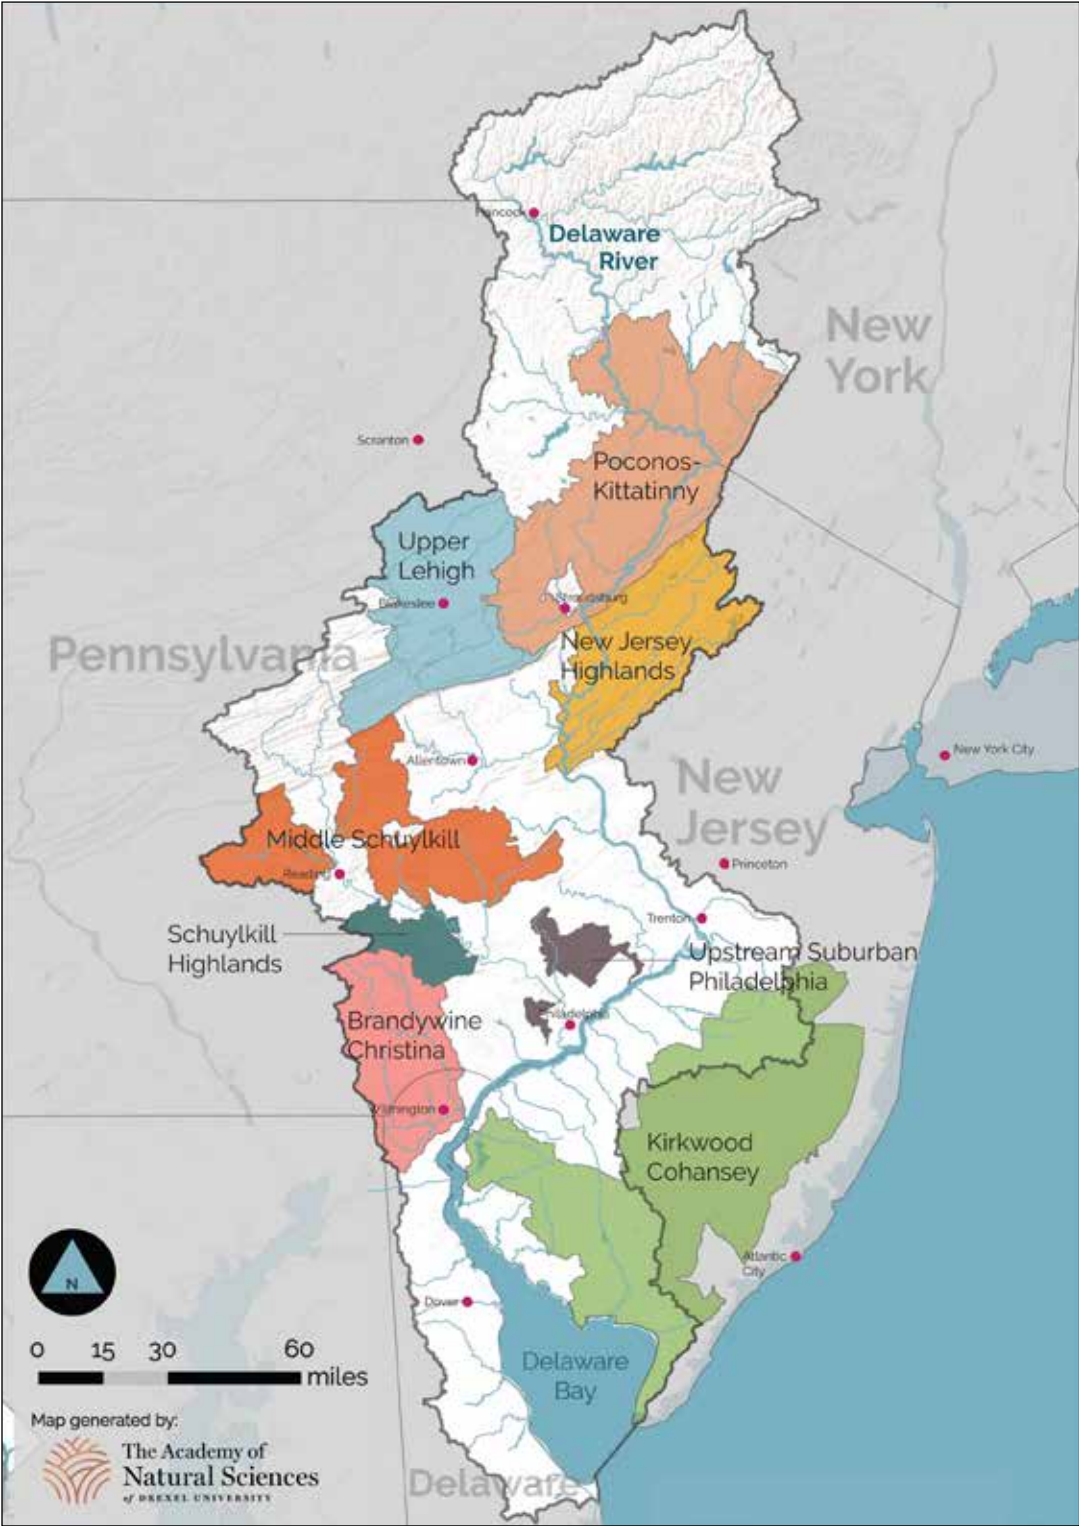 Hancock
Delaware
River
New
York
Scranton
Poconos-
Kittatinny
Upper
Lehigh
Blakeslee
Stroudsburg
Pennsylvania
New Jersey
Highlands
New York City
Allentown
New
Jersey
Middle Schuylkill
Reading
Princeton
Trenton
Schuylkill
Highlands
Upstream Suburban
Philadelphia
Philadelphia
Brandywine
Christina
Wilmington
Kirkwood
Cohansey
Atlantic
City
N
Dover
0 15 30 60
miles
Delaware
Bay
Map generated by:
The Academy of
Natural Sciences
of DREXEL UNIVERSITY
Delaware